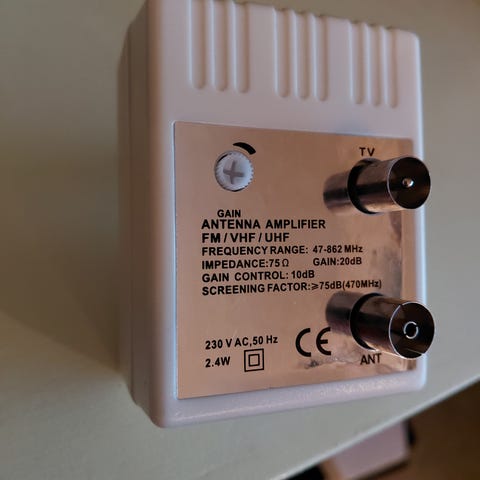 TV
GAIN
ANTENNA AMPLIFIER
FM / VHF / UHF
FREQUENCY RANGE: 47-862 MHz
IMPEDANCE:75 Ω GAIN:20dB
GAIN CONTROL: 10dB
SCREENING FACTOR:≥75dB(470MHz)
230 V AC,50 Hz
2.4W
CE
ANT